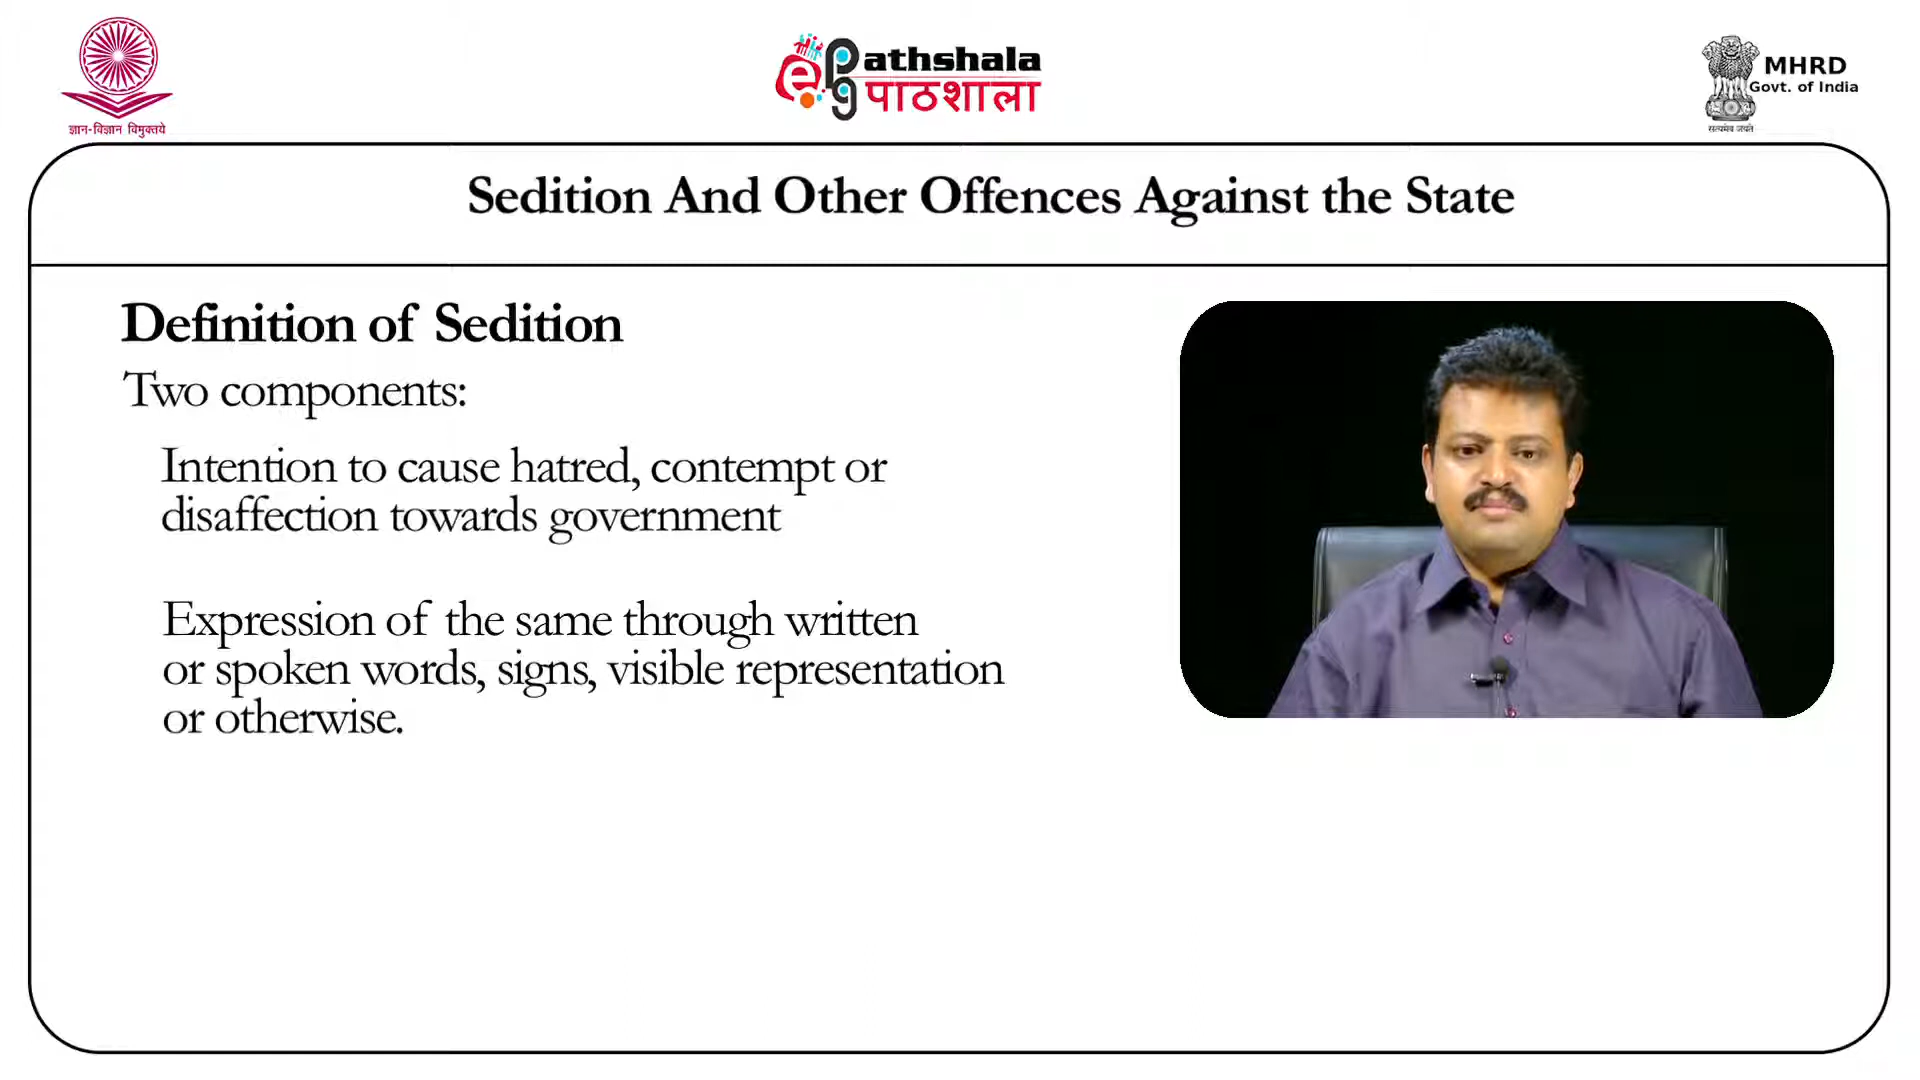 ज्ञान-विज्ञान विमुक्तये
ePG Pathshala
पाठशाला
MHRD
Govt. of India
सत्यमेव जयते
Sedition And Other Offences Against the State
Definition of Sedition
Two components:
Intention to cause hatred, contempt or
disaffection towards government
Expression of the same through written
or spoken words, signs, visible representation
or otherwise.